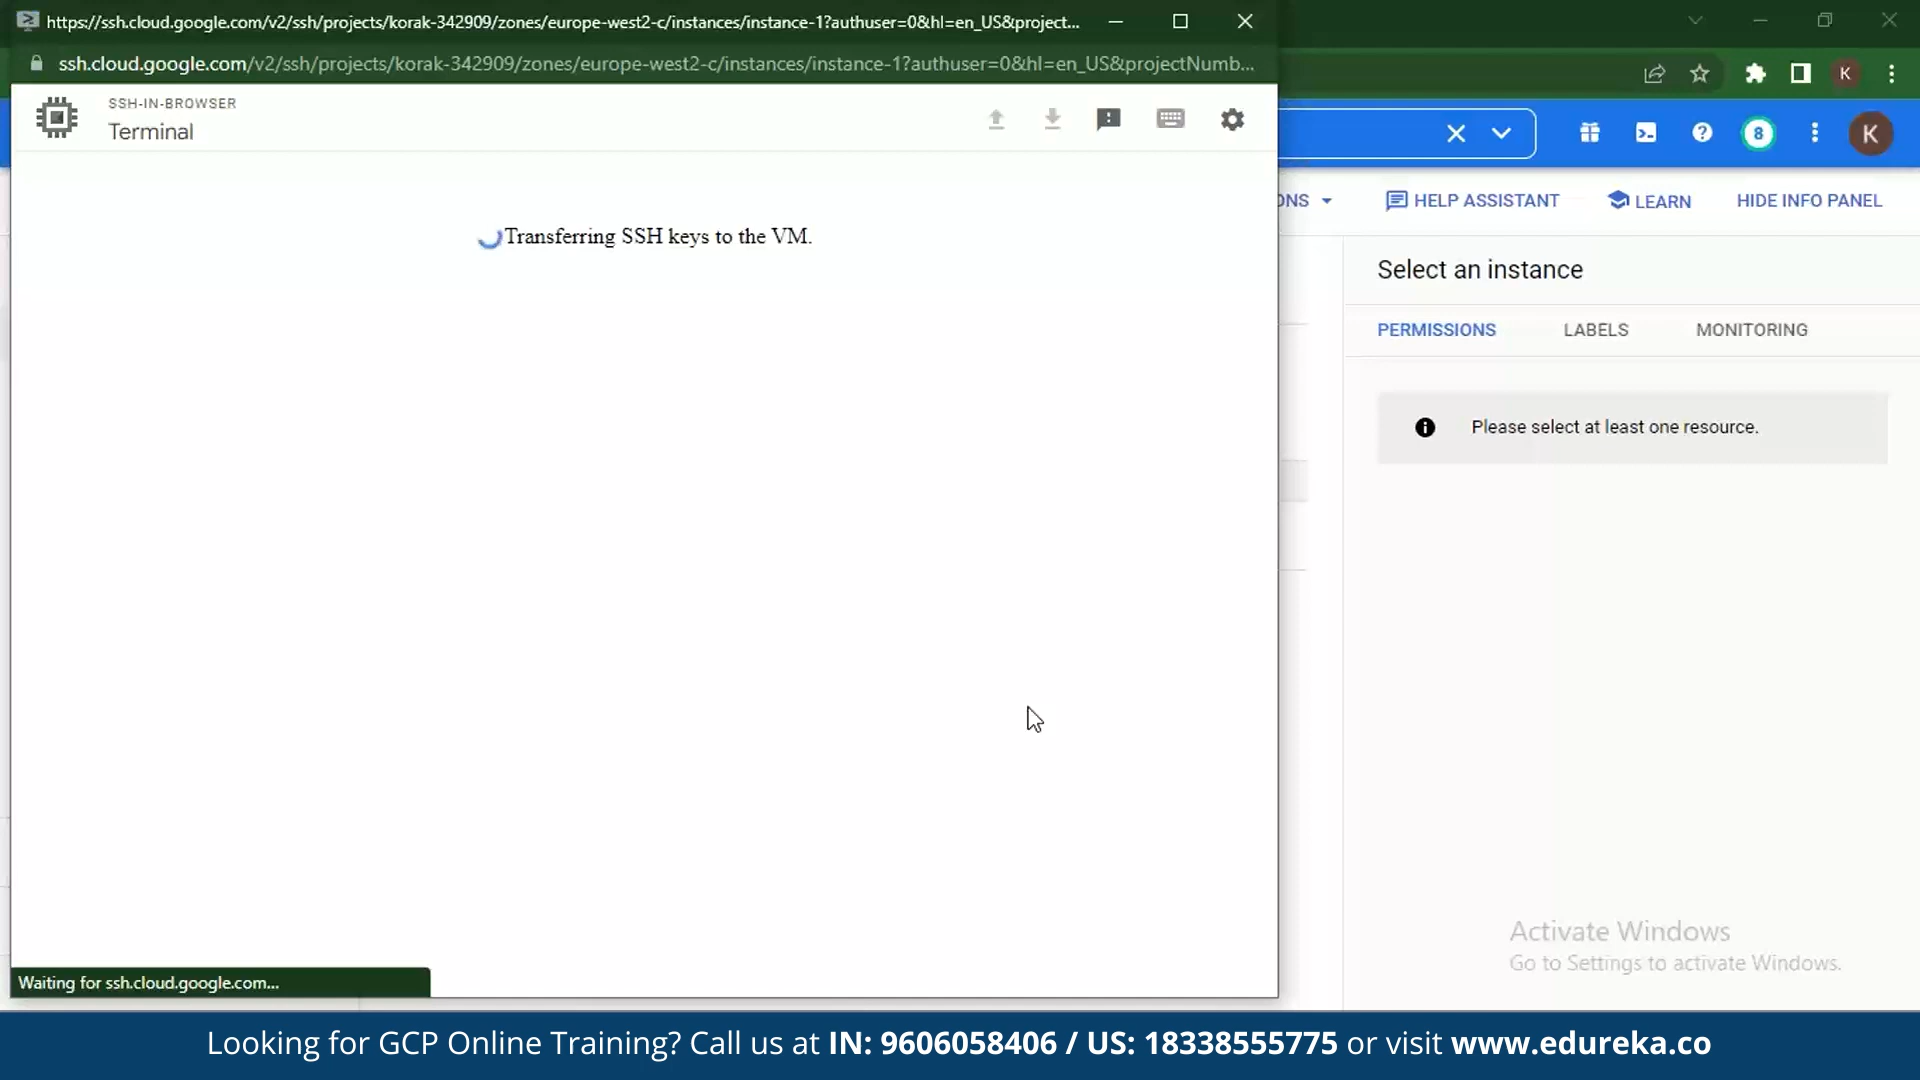 https://ssh.cloud.google.com/v2/ssh/projects/korak-342909/zones/europe-west2-c/instances/instance-1?authuser=0&hl=en_US&project...
ssh.cloud.google.com/v2/ssh/projects/korak-342909/zones/europe-west2-c/instances/instance-1?authuser=0&hl=en_US&projectNumb...
K
SSH-IN-BROWSER
Terminal
8
K
ONS
HELP ASSISTANT
LEARN
HIDE INFO PANEL
Transferring SSH keys to the VM.
Select an instance
PERMISSIONS
LABELS
MONITORING
Please select at least one resource.
Activate Windows
Go to Settings to activate Windows.
Waiting for ssh.cloud.google.com...
Looking for GCP Online Training? Call us at IN: 9606058406 / US: 18338555775 or visit www.edureka.co